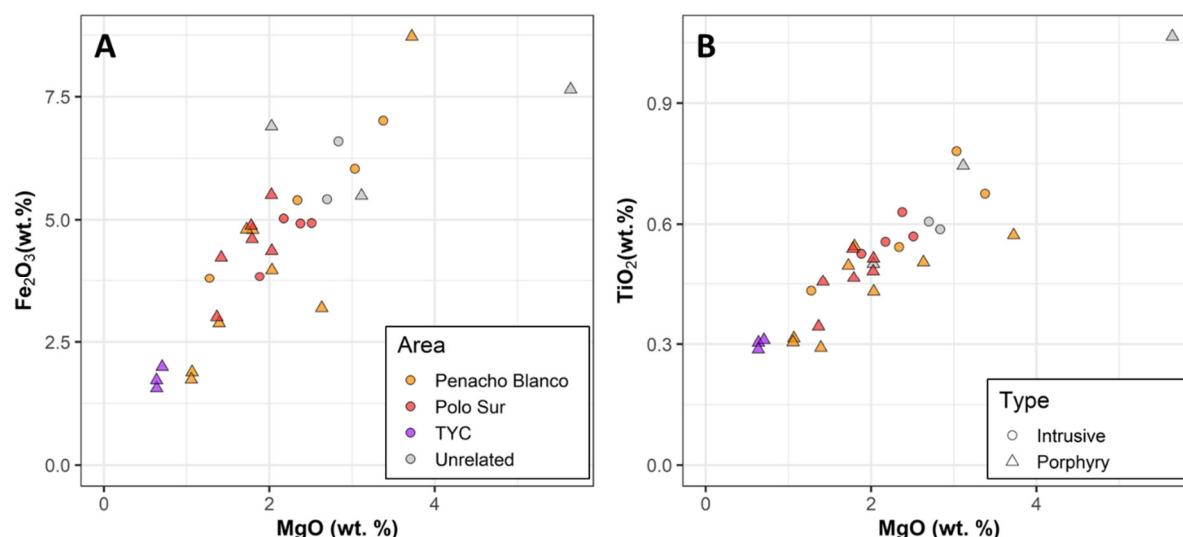 A
Fe2O3(wt.%)
7.5
5.0
2.5
0.0
0
2
4
MgO (wt. %)
Area
Penacho Blanco
Polo Sur
TYC
Unrelated
B
TiO2(wt.%)
0.9
0.6
0.3
0.0
0
2
4
MgO (wt. %)
Type
Intrusive
Porphyry